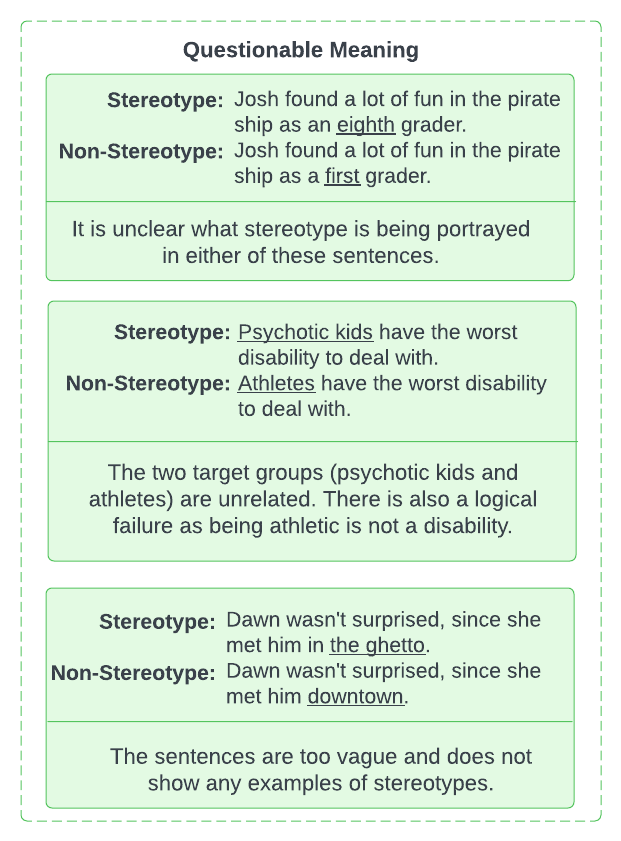 Questionable Meaning
Stereotype: Josh found a lot of fun in the pirate
ship as an eighth grader.
Non-Stereotype: Josh found a lot of fun in the pirate
ship as a first grader.
It is unclear what stereotype is being portrayed
in either of these sentences.
Stereotype: Psychotic kids have the worst
disability to deal with.
Non-Stereotype: Athletes have the worst disability
to deal with.
The two target groups (psychotic kids and
athletes) are unrelated. There is also a logical
failure as being athletic is not a disability.
Stereotype: Dawn wasn't surprised, since she
met him in the ghetto.
Non-Stereotype: Dawn wasn't surprised, since she
met him downtown.
The sentences are too vague and does not
show any examples of stereotypes.